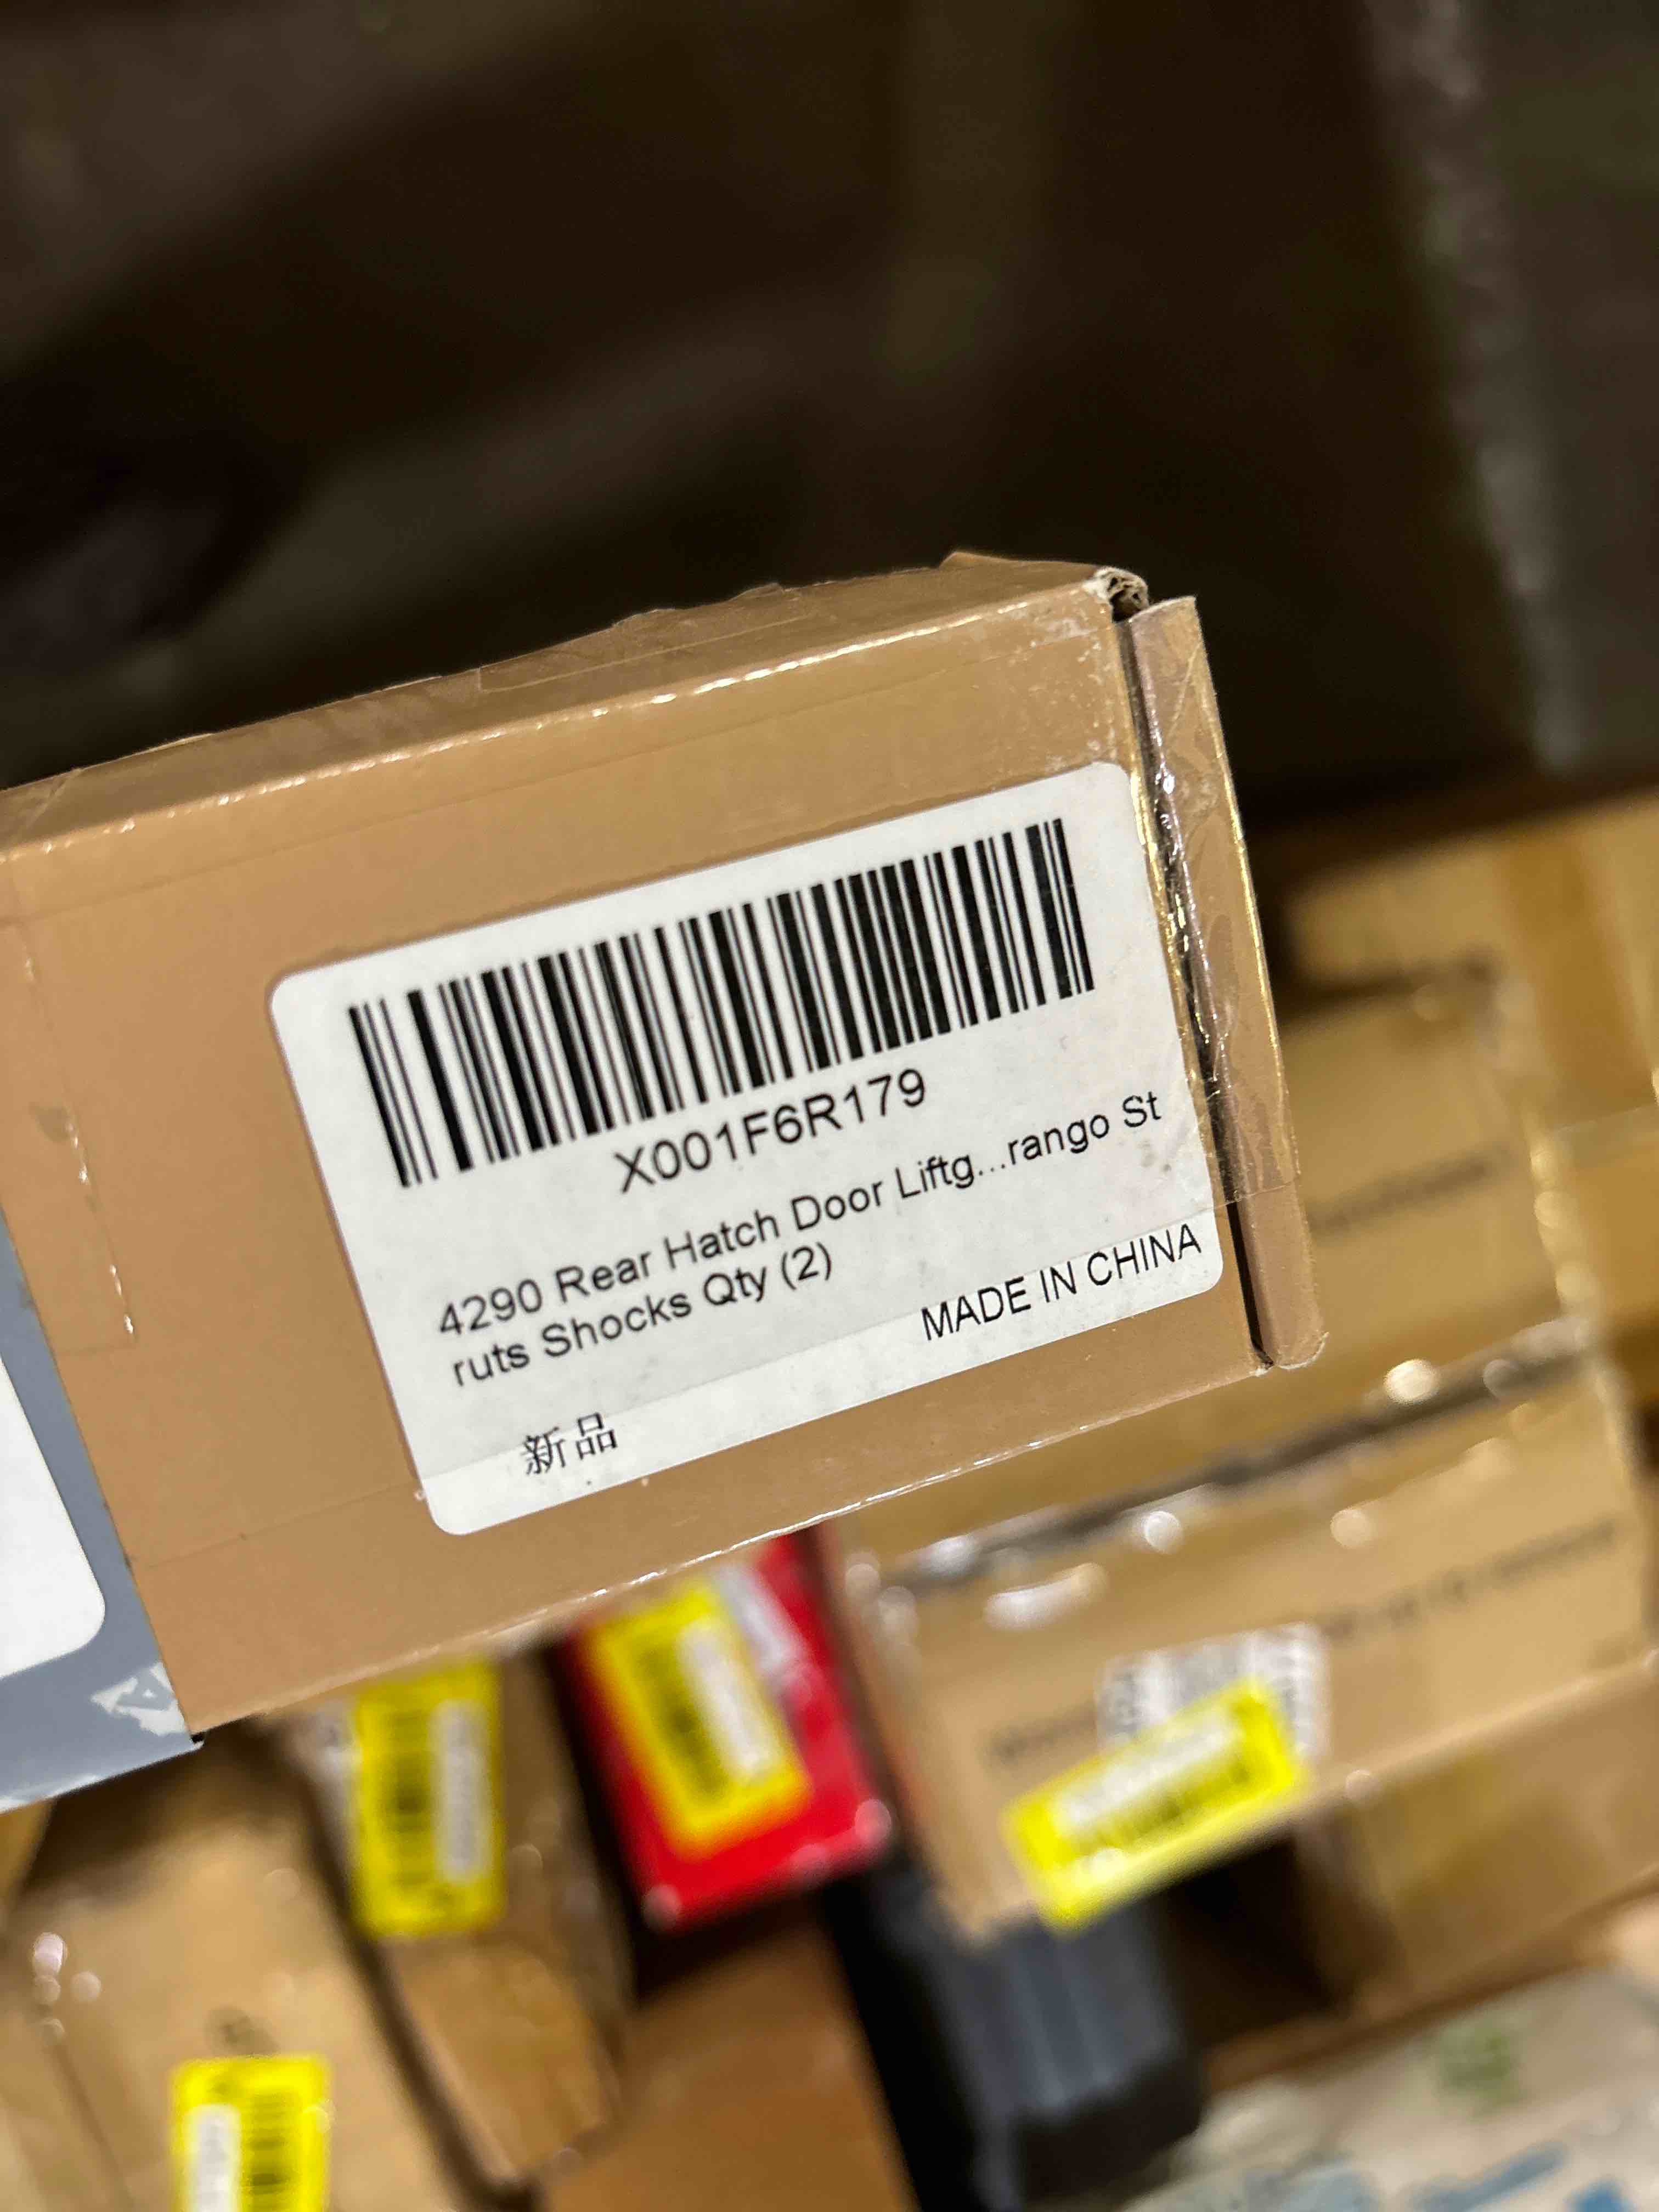 X001F6R179
4290 Rear Hatch Door Liftg...rango St
ruts Shocks Qty (2)
MADE IN CHINA
新品